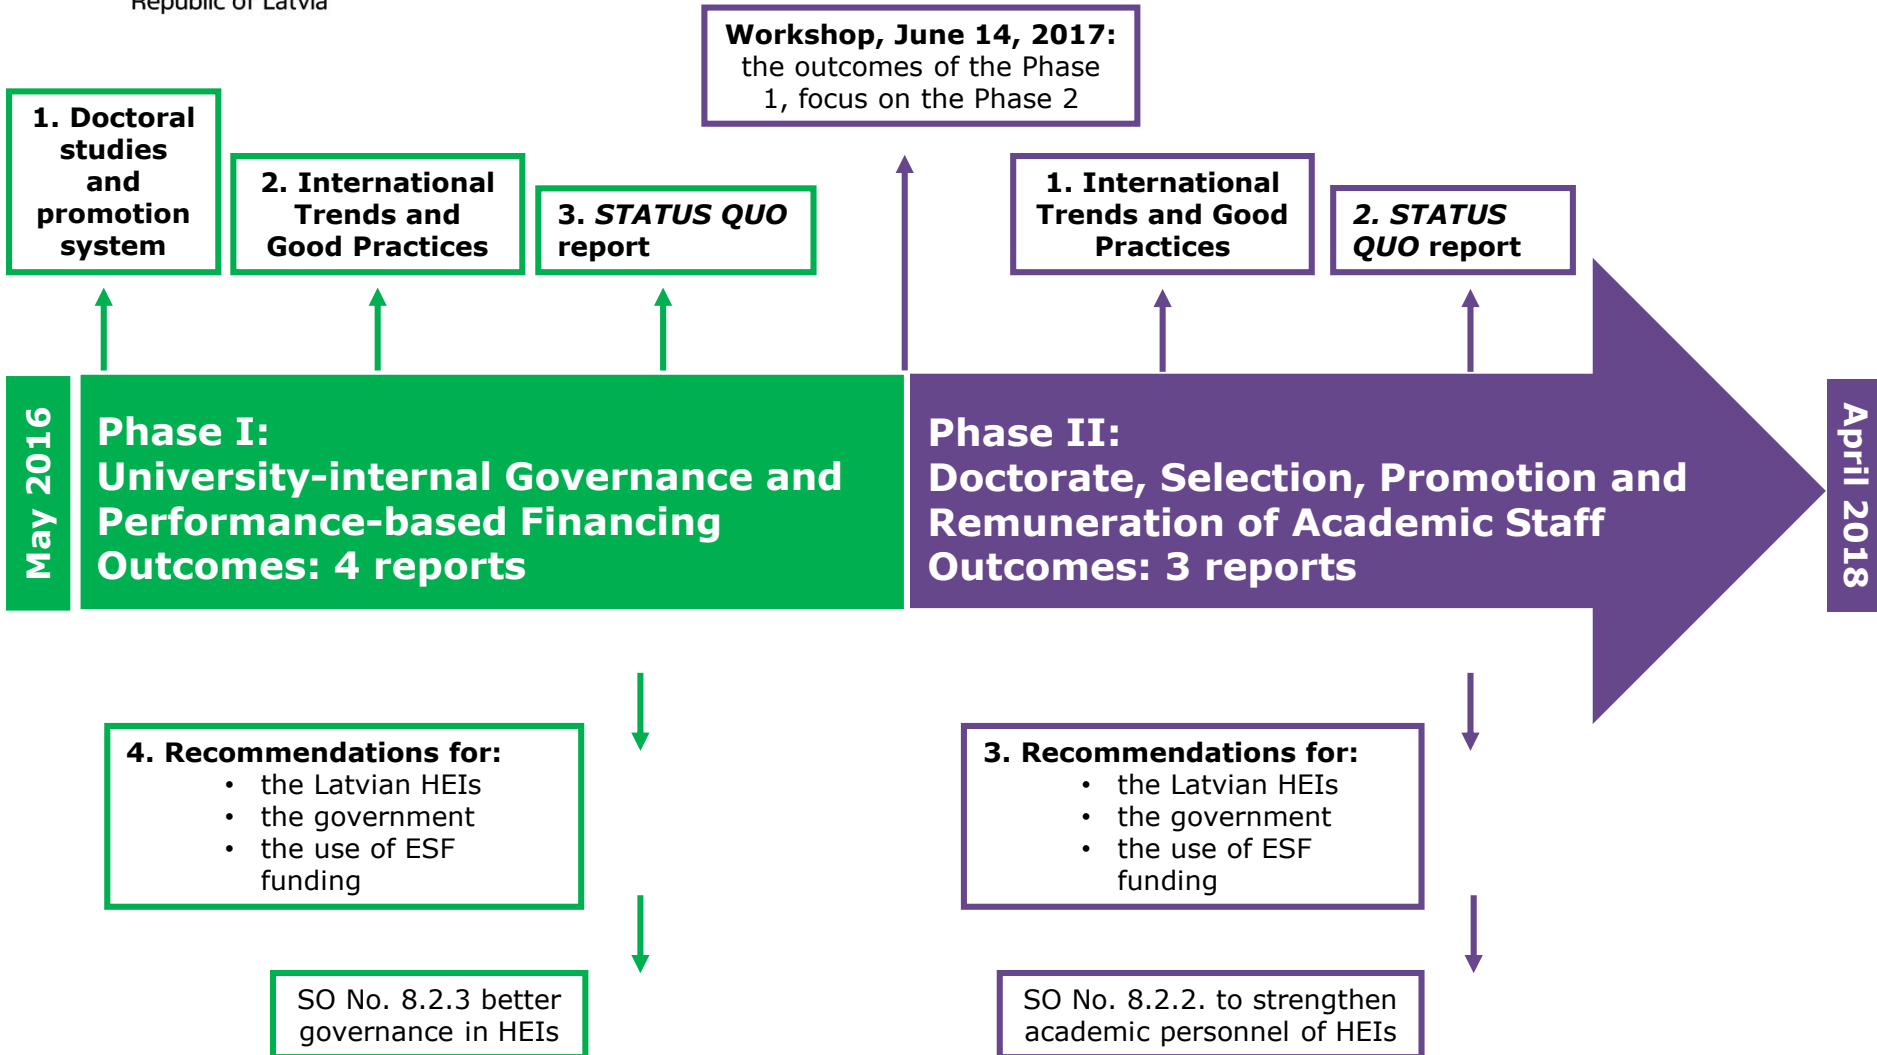 Republic of Latvia
Workshop, June 14, 2017:
the outcomes of the Phase
1, focus on the Phase 2
1. Doctoral
studies
and
promotion
system
2. International
Trends and
Good Practices
3. STATUS QUO
report
1. International
Trends and Good
Practices
2. STATUS
QUO report
May 2016
Phase I:
University-internal Governance and
Performance-based Financing
Outcomes: 4 reports
Phase II:
Doctorate, Selection, Promotion and
Remuneration of Academic Staff
Outcomes: 3 reports
April 2018
4. Recommendations for:
• the Latvian HEIs
• the government
• the use of ESF
funding
3. Recommendations for:
• the Latvian HEIs
• the government
• the use of ESF
funding
SO No. 8.2.3 better
governance in HEIs
SO No. 8.2.2. to strengthen
academic personnel of HEIs